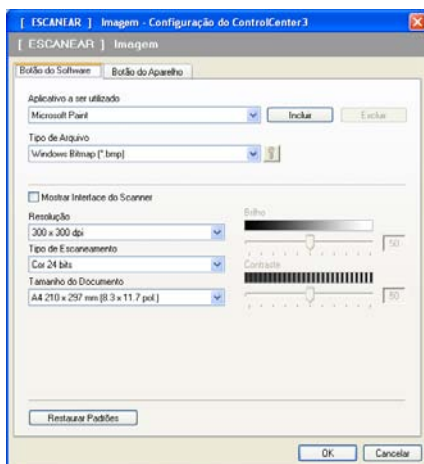 [ ESCANEAR ] Imagem - Configuração do ControlCenter3
[ ESCANEAR ] Imagem
Botão do Software Botão do Aparelho
Aplicativo a ser utilizado
Microsoft Paint Incluir Excluir
Tipo de Arquivo
Windows Bitmap (*.bmp)
Mostrar Interface do Scanner
Resolução Brilho
300 x 300 dpi 50
Tipo de Escaneamento
Cor 24 bits Contraste
Tamanho do Documento
A4 210 x 297 mm (8.3 x 11.7 pol.) 50
Restaurar Padrões
OK Cancelar